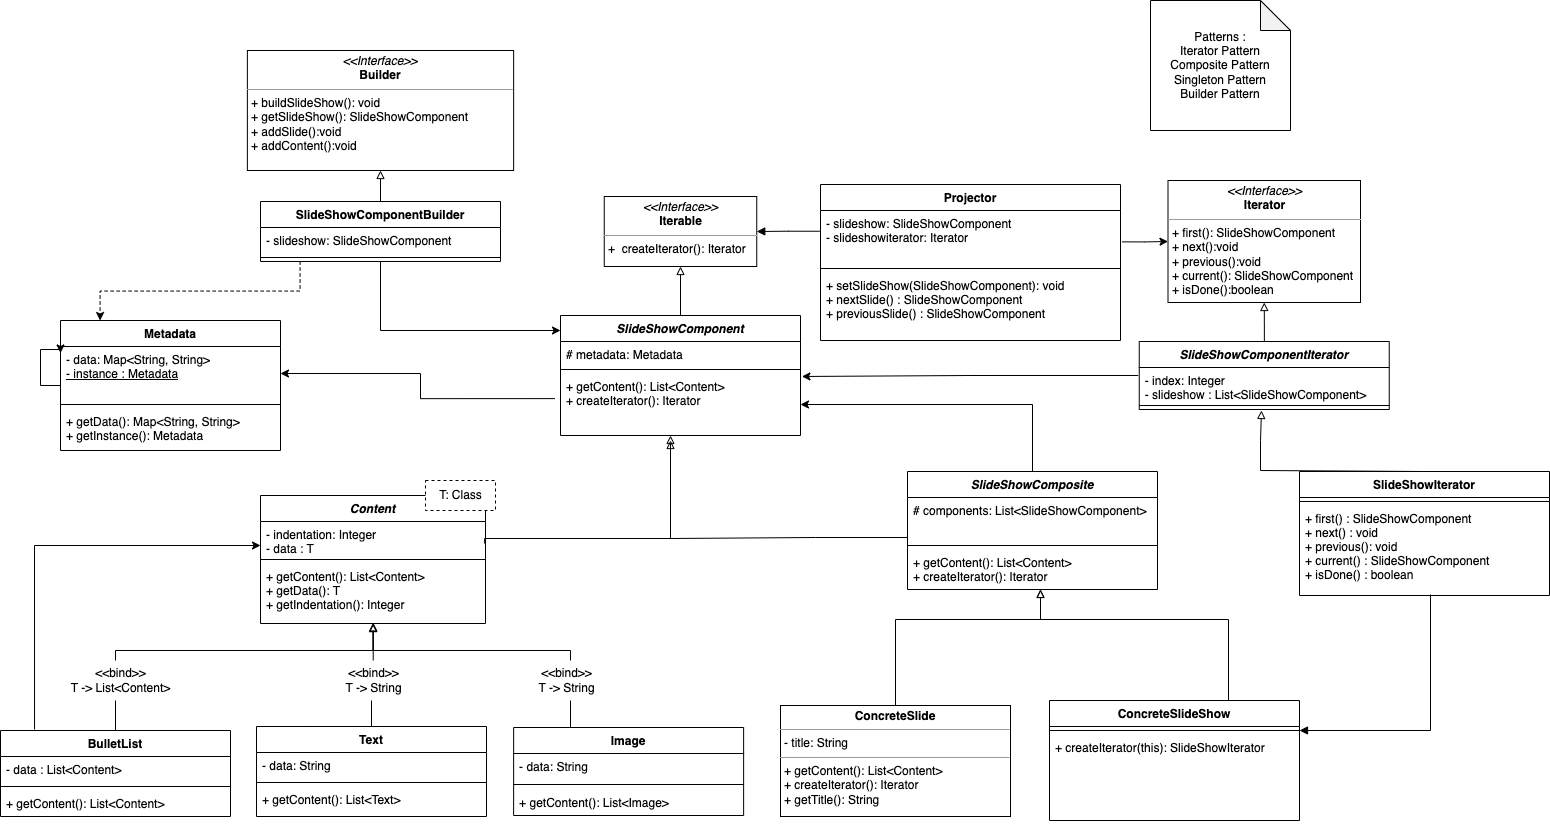 Patterns :
Iterator Pattern
Composite Pattern
Singleton Pattern
Builder Pattern
<<Interface>>
Builder
+ buildSlideShow(): void
+ getSlideShow(): SlideShowComponent
+ addSlide():void
+ addContent():void
SlideShowComponentBuilder
- slideshow: SlideShowComponent
<<Interface>>
Iterable
+ createIterator(): Iterator
Projector
- slideshow: SlideShowComponent
- slideshowiterator: Iterator
+ setSlideShow(SlideShowComponent): void
+ nextSlide() : SlideShowComponent
+ previousSlide() : SlideShowComponent
<<Interface>>
Iterator
+ first(): SlideShowComponent
+ next():void
+ previous():void
+ current(): SlideShowComponent
+ isDone():boolean
Metadata
- data: Map<String, String>
- instance : Metadata
+ getData(): Map<String, String>
+ getInstance(): Metadata
SlideShowComponent
# metadata: Metadata
+ getContent(): List<Content>
+ createIterator(): Iterator
SlideShowComponentIterator
- index: Integer
- slideshow : List<SlideShowComponent>
T: Class
Content
- indentation: Integer
- data : T
+ getContent(): List<Content>
+ getData(): T
+ getIndentation(): Integer
SlideShowComposite
# components: List<SlideShowComponent>
+ getContent(): List<Content>
+ createIterator(): Iterator
SlideShowIterator
+ first() : SlideShowComponent
+ next() : void
+ previous(): void
+ current() : SlideShowComponent
+ isDone() : boolean
<<bind>>
T -> List<Content>
<<bind>>
T -> String
<<bind>>
T -> String
BulletList
- data : List<Content>
+ getContent(): List<Content>
Text
- data: String
+ getContent(): List<Text>
Image
- data: String
+ getContent(): List<Image>
ConcreteSlide
- title: String
+ getContent(): List<Content>
+ createIterator(): Iterator
+ getTitle(): String
ConcreteSlideShow
+ createIterator(this): SlideShowIterator